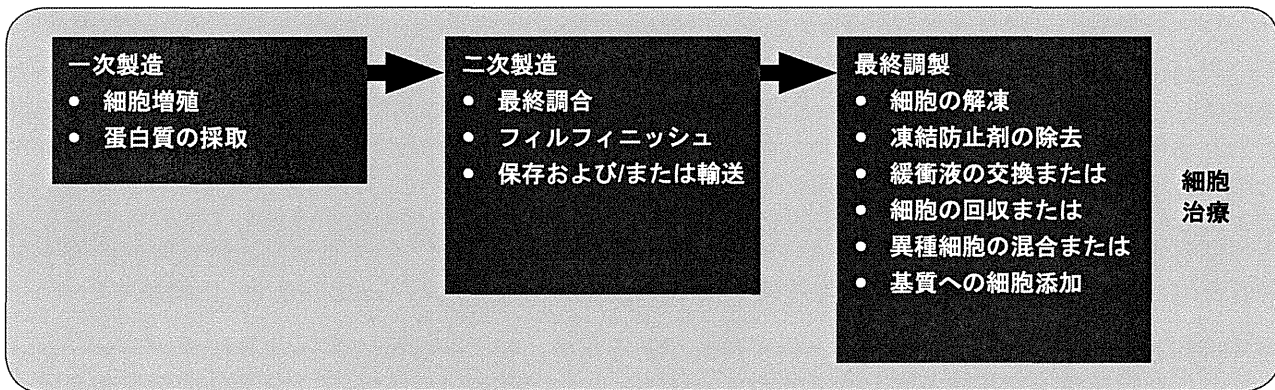 一次製造
• 細胞増殖
• 蛋白質の採取
二次製造
• 最終調合
• フィルフィニッシュ
• 保存および/または輸送
最終調製
• 細胞の解凍
• 凍結防止剤の除去
• 緩衝液の交換または
• 細胞の回収または
• 異種細胞の混合または
• 基質への細胞添加
細胞
治療